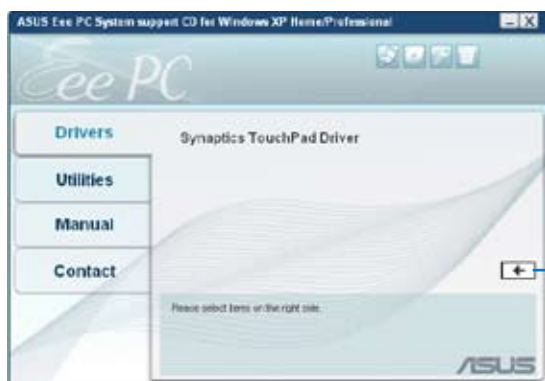 ASUS Eee PC System support CD for Windows XP Home/Professional
Eee PC
Drivers
Synaptics TouchPad Driver
Utilities
Manual
Contact
Please select items on the right side.
ASUS